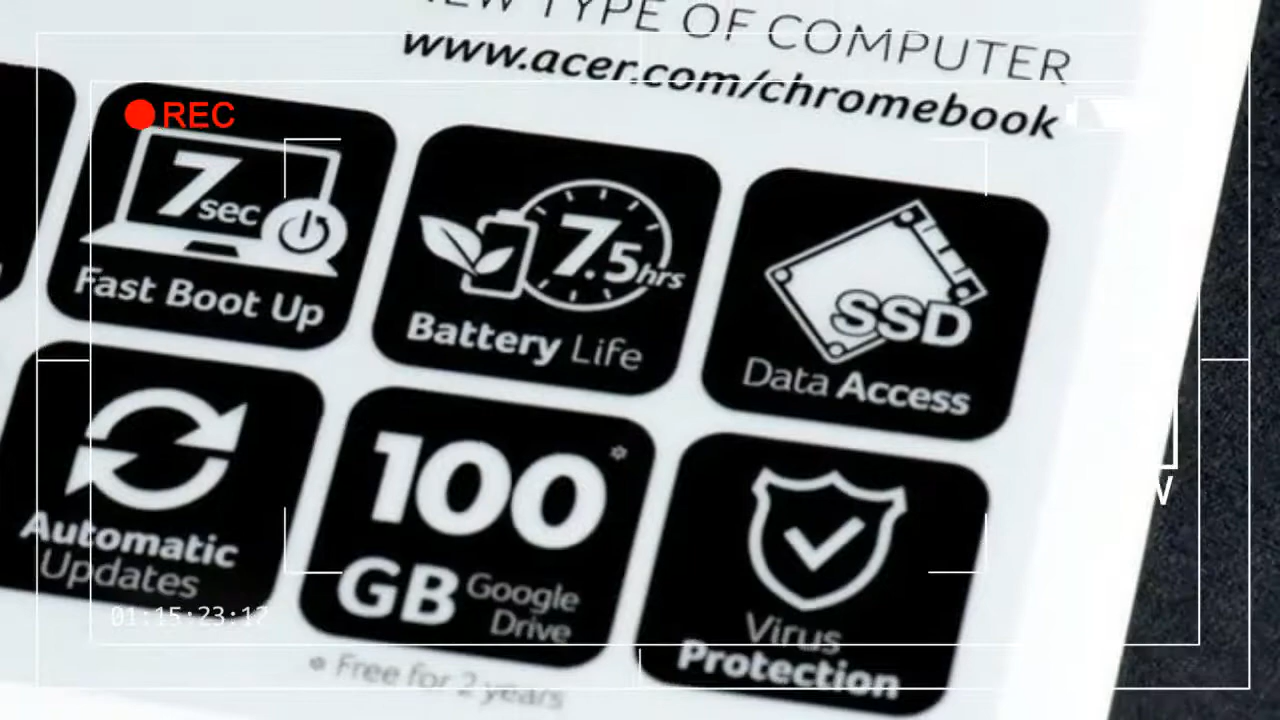 TYPE OF COMPUTER
www.acer.com/chromebook
REC
7sec
Fast Boot Up
7.5hrs
Battery Life
SSD
Data Access
Automatic
Updates
100*
GB Google
Drive
Virus
Protection
01:15:23:17
* Free for 2 years